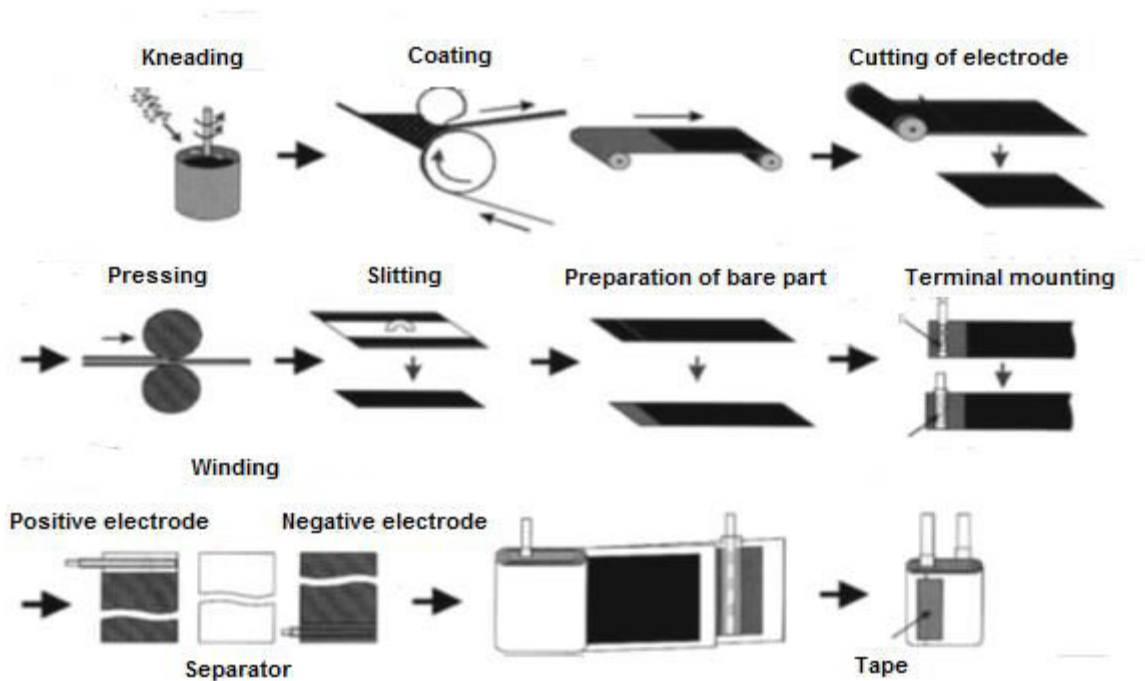 Kneading
Coating
Cutting of electrode
Pressing
Slitting
Preparation of bare part
Terminal mounting
Winding
Positive electrode
Negative electrode
Separator
Tape